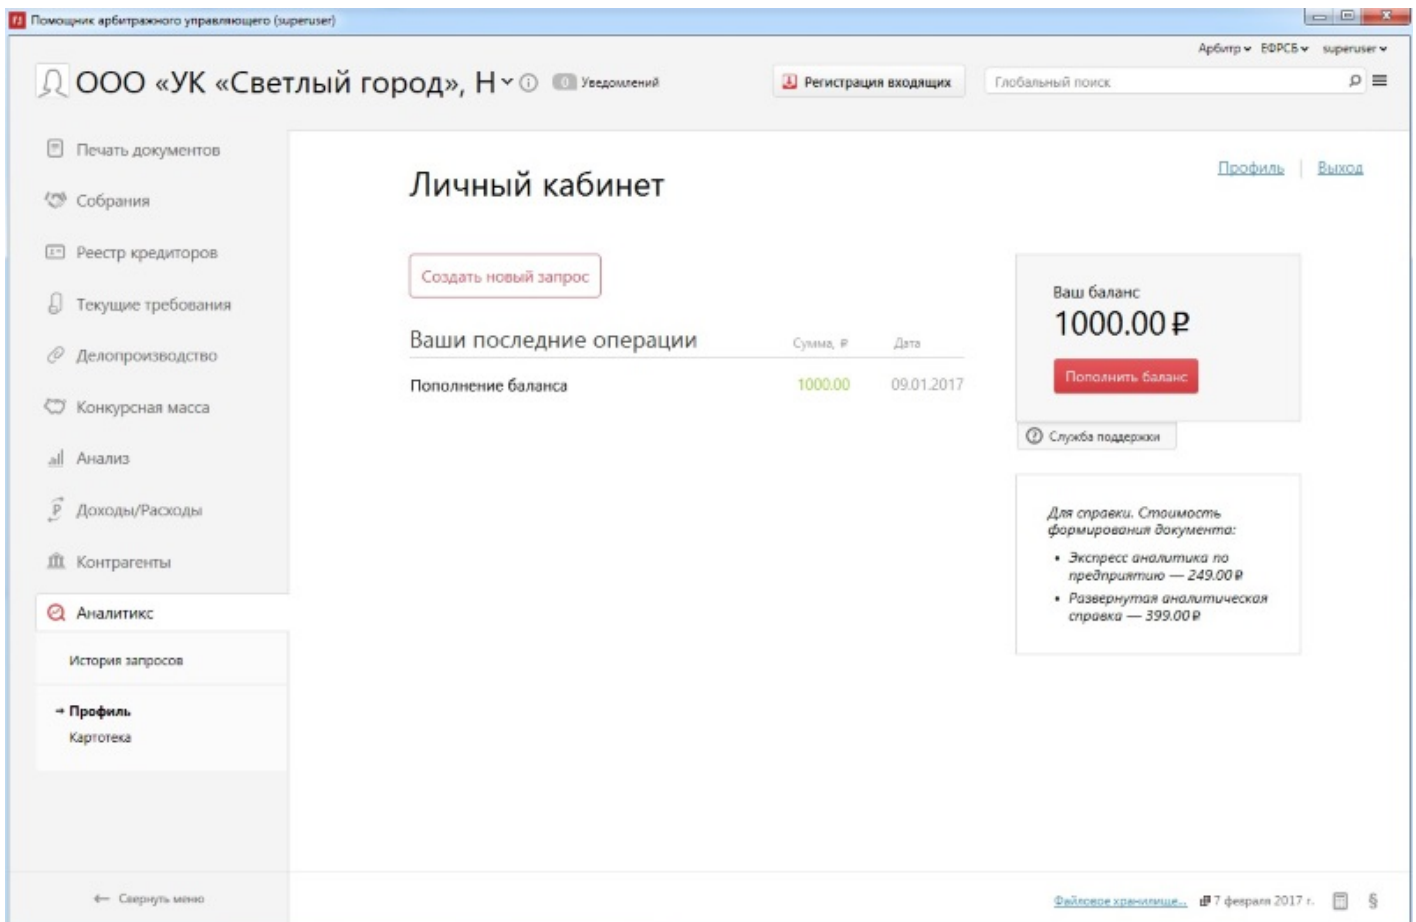 Помощник арбитражного управляющего (superuser)
Арбитр ЕФРСБ superuser
ООО «УК «Светлый город», Н
0 Уведомлений
Регистрация входящих
Глобальный поиск
Печать документов
Собрания
Реестр кредиторов
Текущие требования
Делопроизводство
Конкурсная масса
Анализ
Доходы/Расходы
Контрагенты
Аналитикс
История запросов
→ Профиль
Картотека
← Свернуть меню
Профиль | Выход
Личный кабинет
Создать новый запрос
Ваши последние операции Сумма, ₽ Дата
Пополнение баланса 1000.00 09.01.2017
Ваш баланс
1000.00 ₽
Пополнить баланс
Служба поддержки
Для справки. Стоимость
формирования документа:
• Экспресс аналитика по
предприятию — 249.00 ₽
• Развернутая аналитическая
справка — 399.00 ₽
Файловое хранилище... 7 февраля 2017 г. §